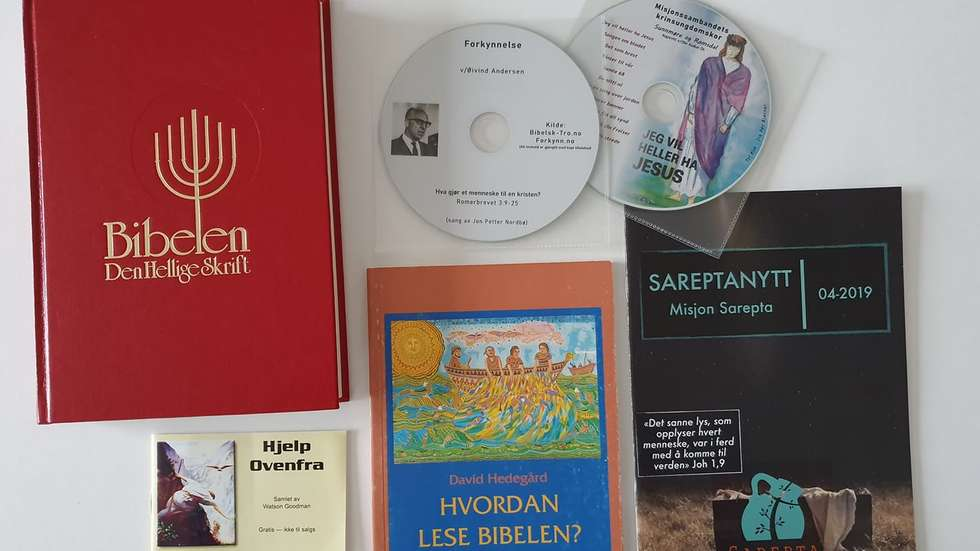 Bibelen
Den Hellige Skrift
Forkynnelse
v/Øivind Andersen
Kilde:
Bibelsk-Tro.no
Forkynn.no
Hva gjør et menneske til en kristen?
Romerbrevet 3:9-25
(sang av Jon Petter Nordbø)
Misjonssambandets
krinsungdomskor
Sunnmøre og Romsdal
Jeg vil heller ha Jesus
Sangen om blodet
JEG VIL
HELLER HA
JESUS
SAREPTANYTT
Misjon Sarepta
04-2019
«Det sanne lys, som
opplyser hvert
menneske, var i ferd
med å komme til
verden» Joh 1,9
SAREPTA
Hjelp
Ovenfra
Samlet av
Watson Goodman
Gratis — ikke til salgs
David Hedegård
HVORDAN
LESE BIBELEN?